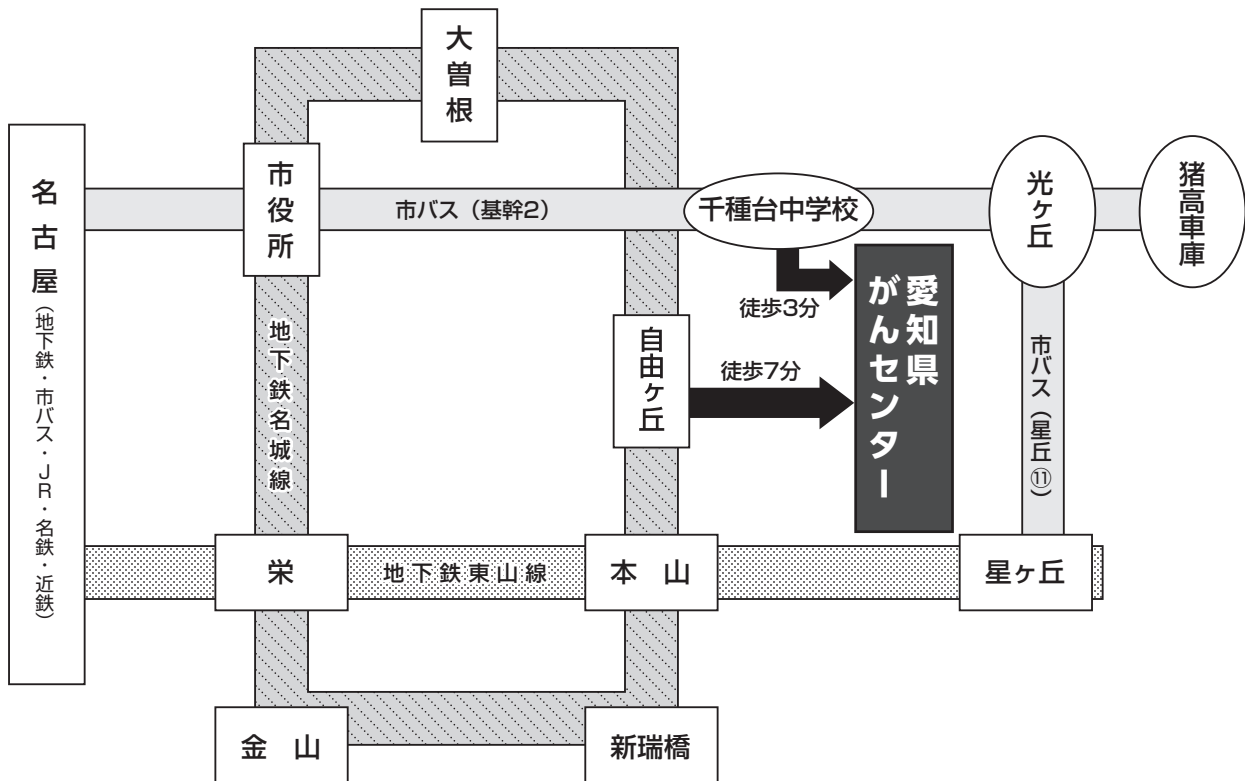 大曽根
名古屋(地下鉄・市バス・JR・名鉄・近鉄)
市役所
市バス(基幹2)
千種台中学校
光ヶ丘
猪高車庫
徒歩3分
愛知県
がんセンター
地下鉄名城線
自由ヶ丘
徒歩7分
市バス(星丘⑪)
栄
地下鉄東山線
本山
星ヶ丘
金山
新瑞橋